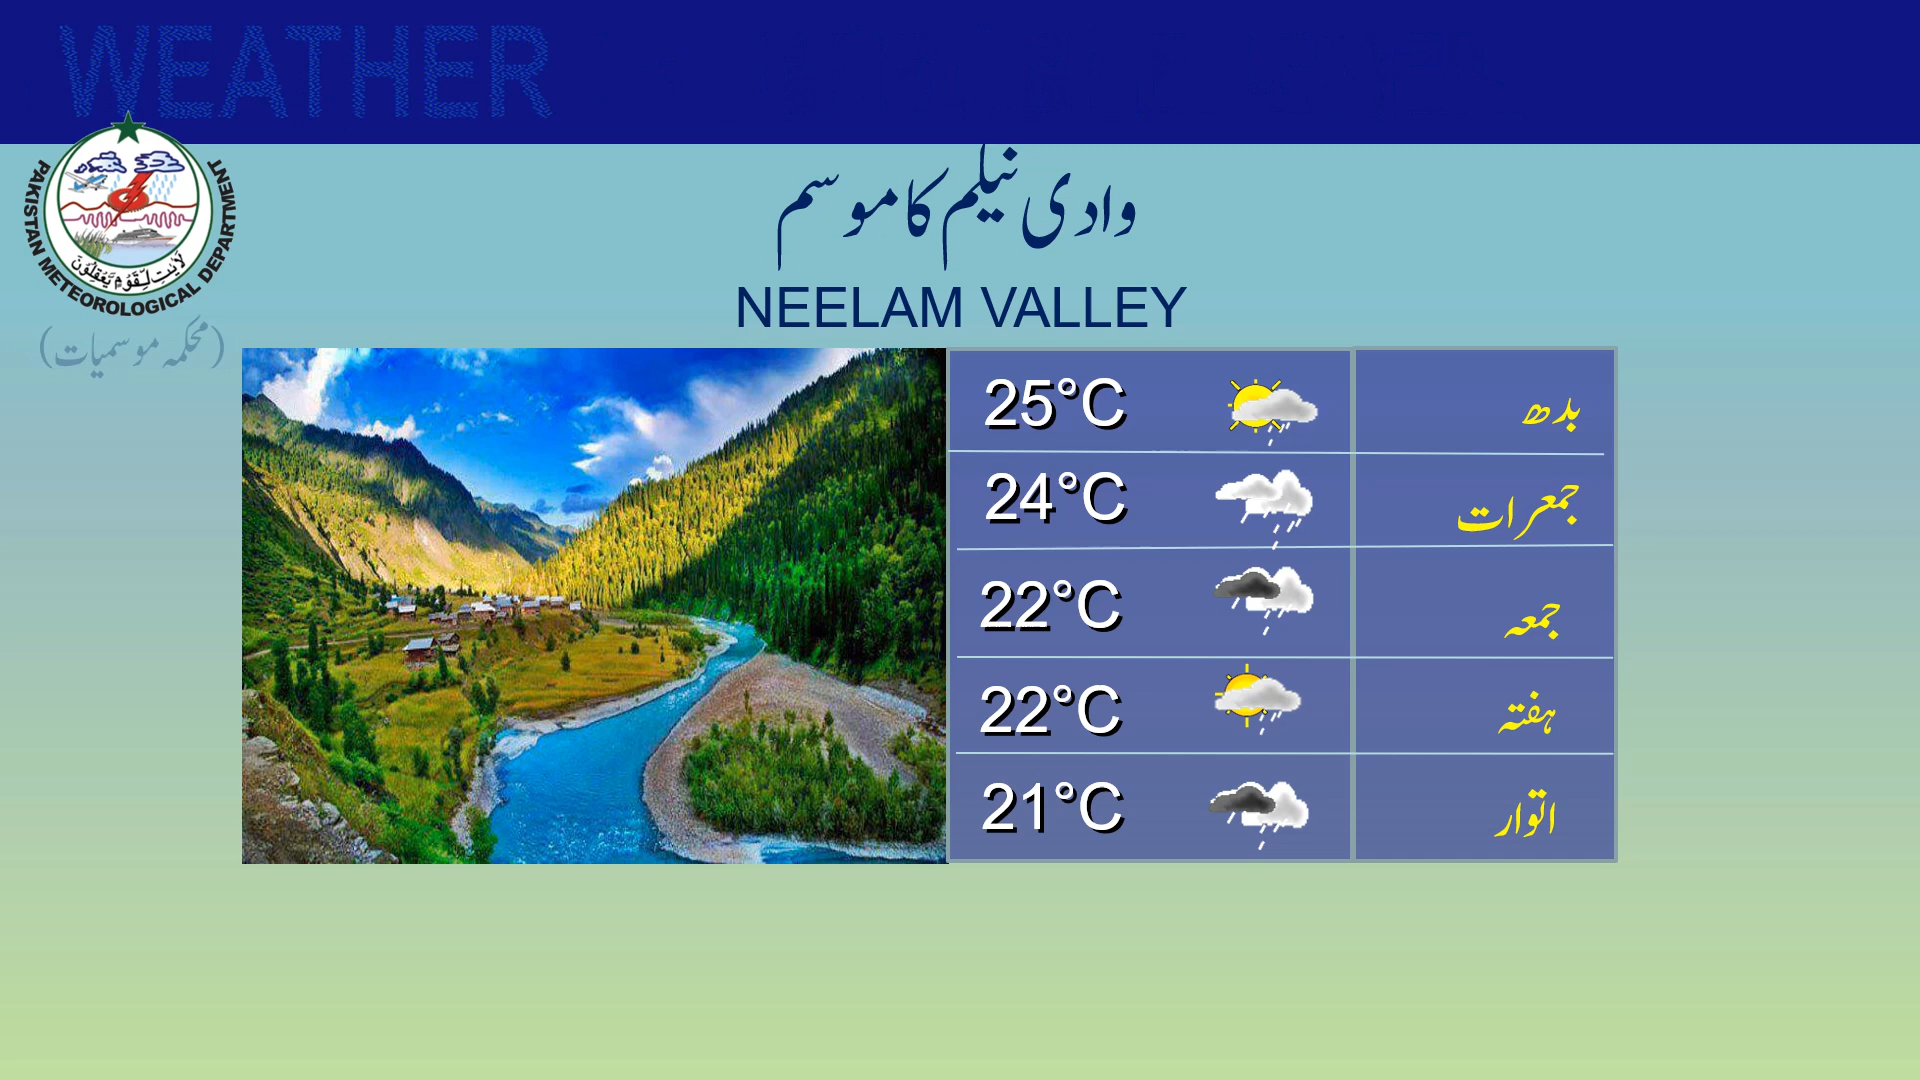 WEATHER
PAKISTAN METEOROLOGICAL DEPARTMENT
لَاٰيٰتٍ لِّقَوْمٍ يَّعْقِلُوْنَ
(محکمہ موسمیات)
وادی نیلم کا موسم
NEELAM VALLEY
25°C بدھ
24°C جمعرات
22°C جمعہ
22°C ہفتہ
21°C اتوار